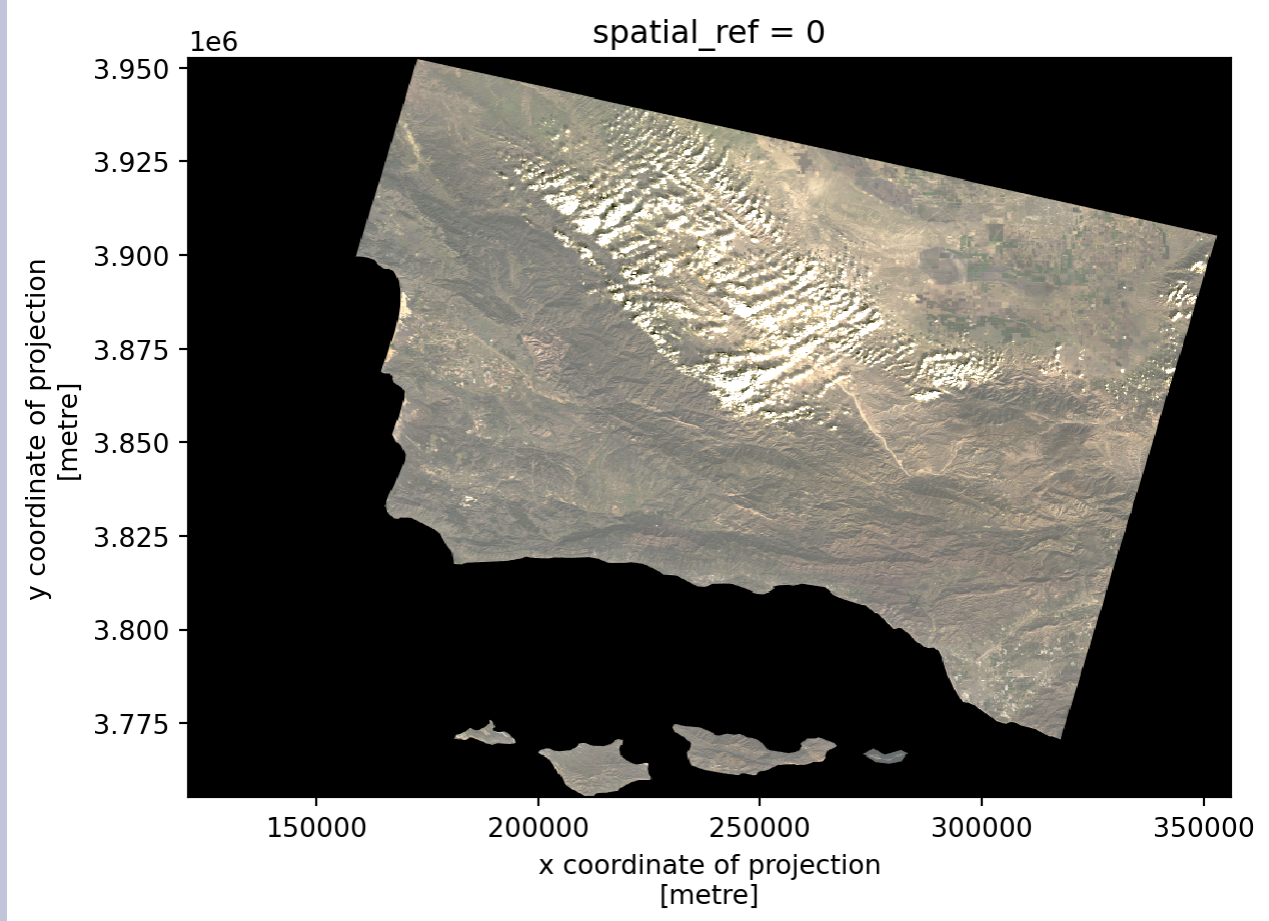 spatial_ref = 0
1e6
3.950
3.925
3.900
3.875
3.850
3.825
3.800
3.775
y coordinate of projection
[metre]
150000
200000
250000
300000
350000
x coordinate of projection
[metre]